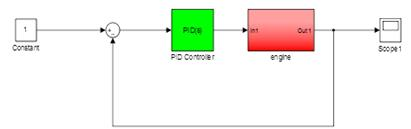 1
Constant
PID(s)
PID Controller
In1
Out1
engine
Scope1